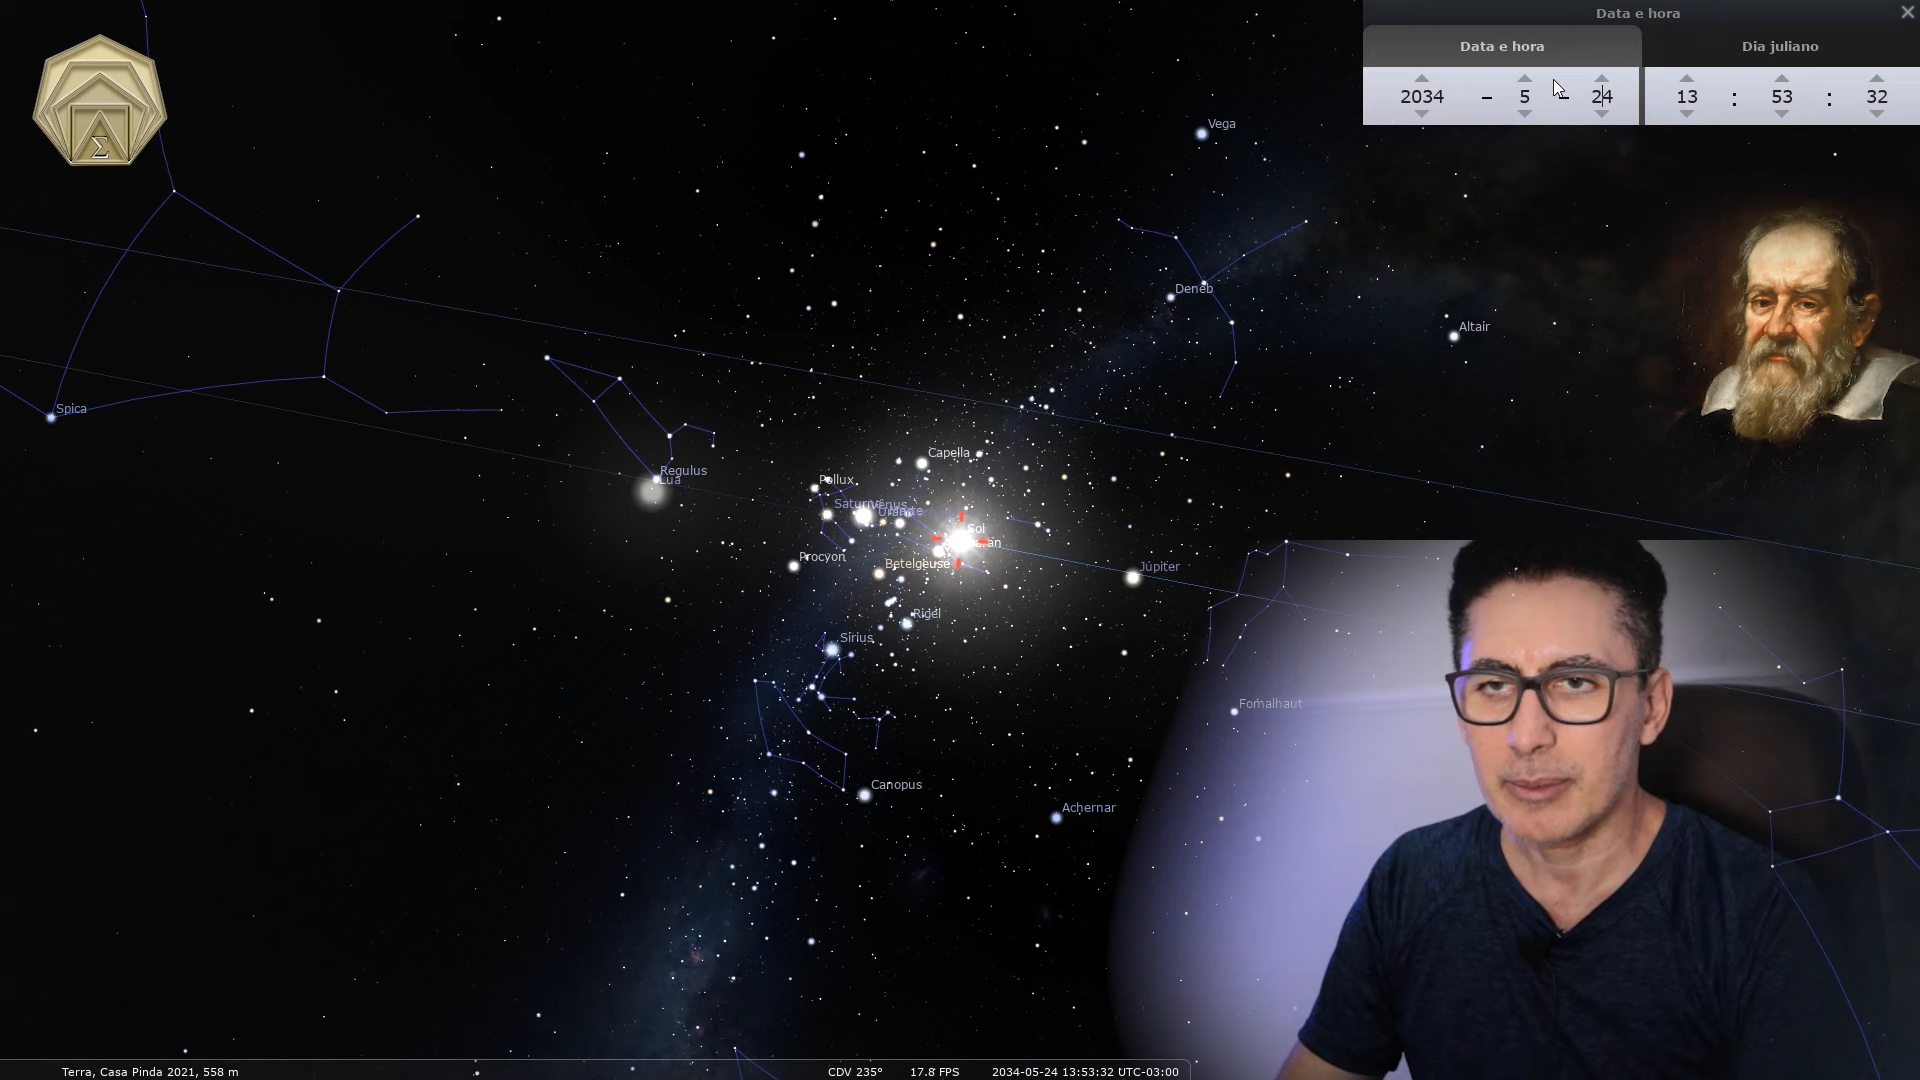 Data e hora
Data e hora
Dia juliano
2034 – 5 – 24 13 : 53 : 32
Σ
Vega
Deneb
Altair
Spica
Regulus
Lua
Capella
Pollux
Saturno
Vênus
Sol
Procyon
Betelgeuse
Júpiter
Rigel
Sirius
Fomalhaut
Canopus
Achernar
Terra, Casa Pinda 2021, 558 m
CDV 235°
17.8 FPS
2034-05-24 13:53:32 UTC-03:00